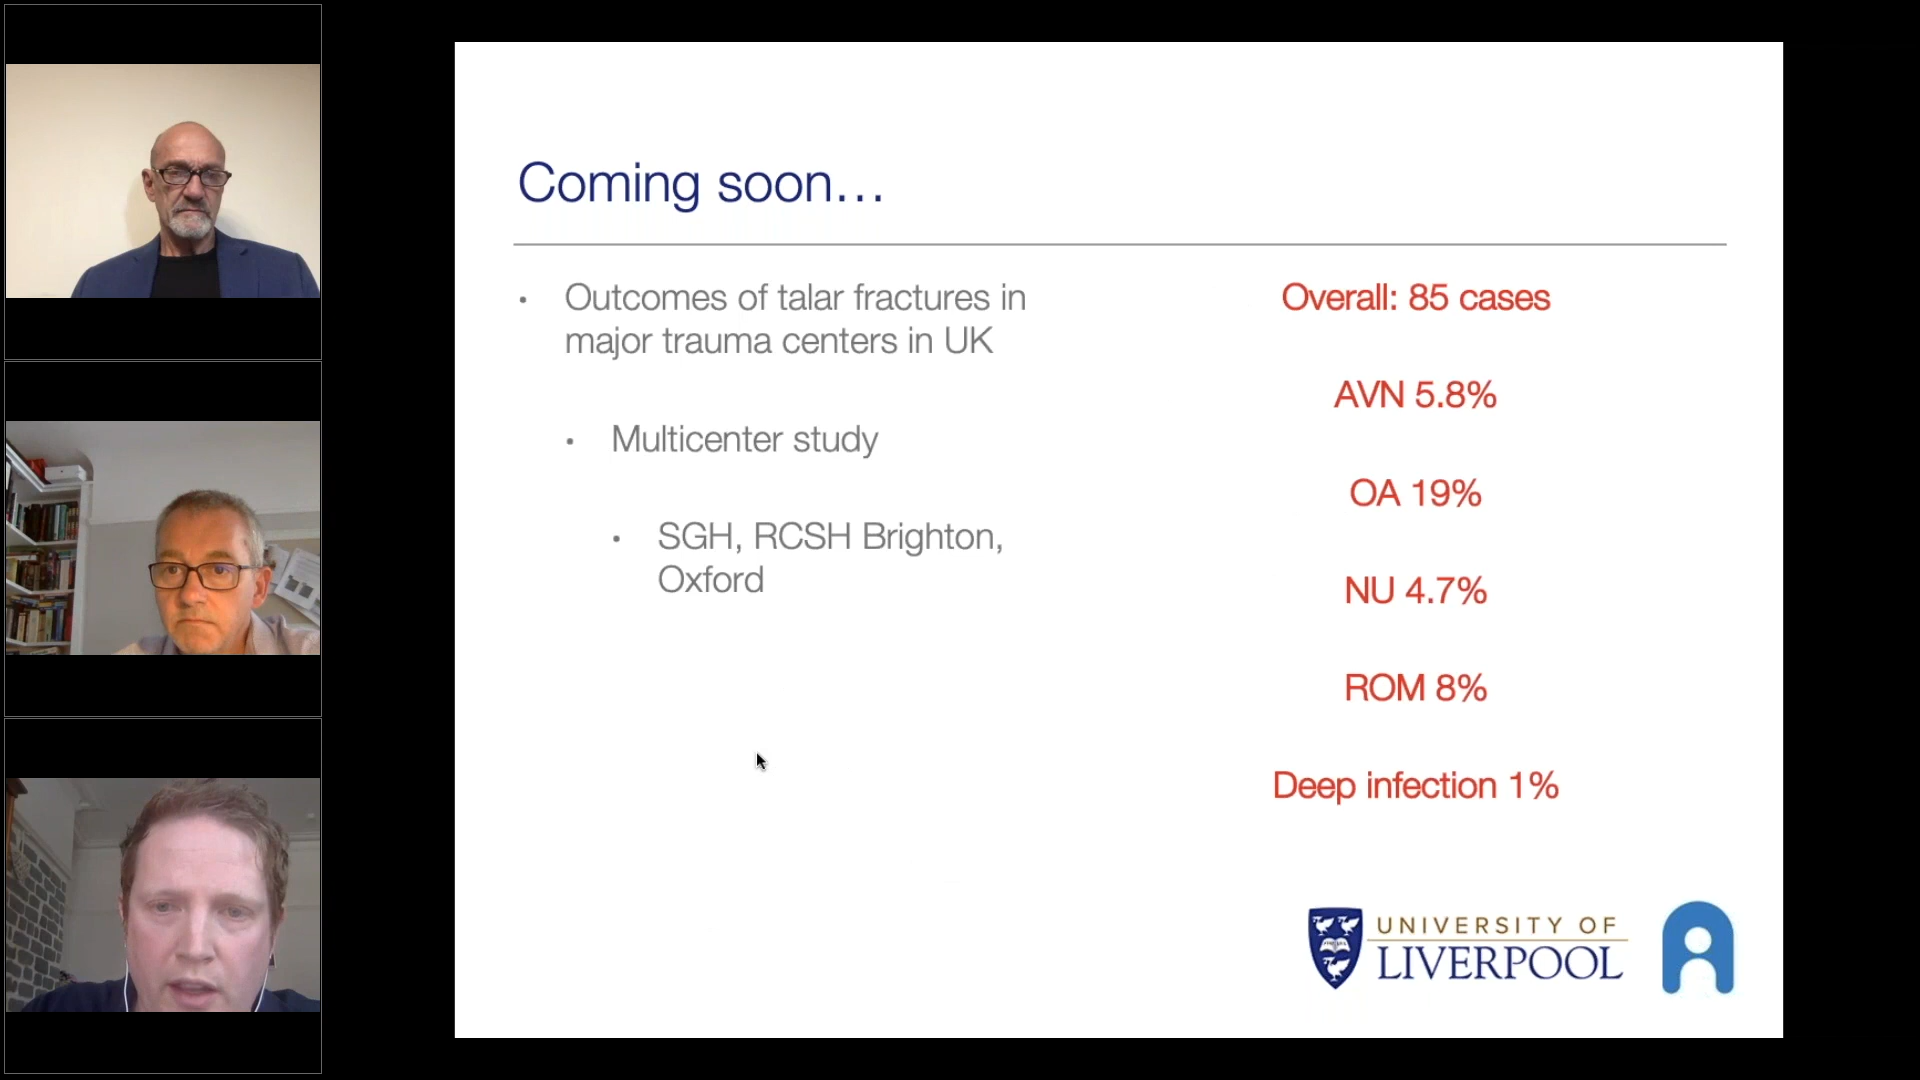 Coming soon…
• Outcomes of talar fractures in
major trauma centers in UK
• Multicenter study
• SGH, RCSH Brighton,
Oxford
Overall: 85 cases
AVN 5.8%
OA 19%
NU 4.7%
ROM 8%
Deep infection 1%
UNIVERSITY OF
LIVERPOOL